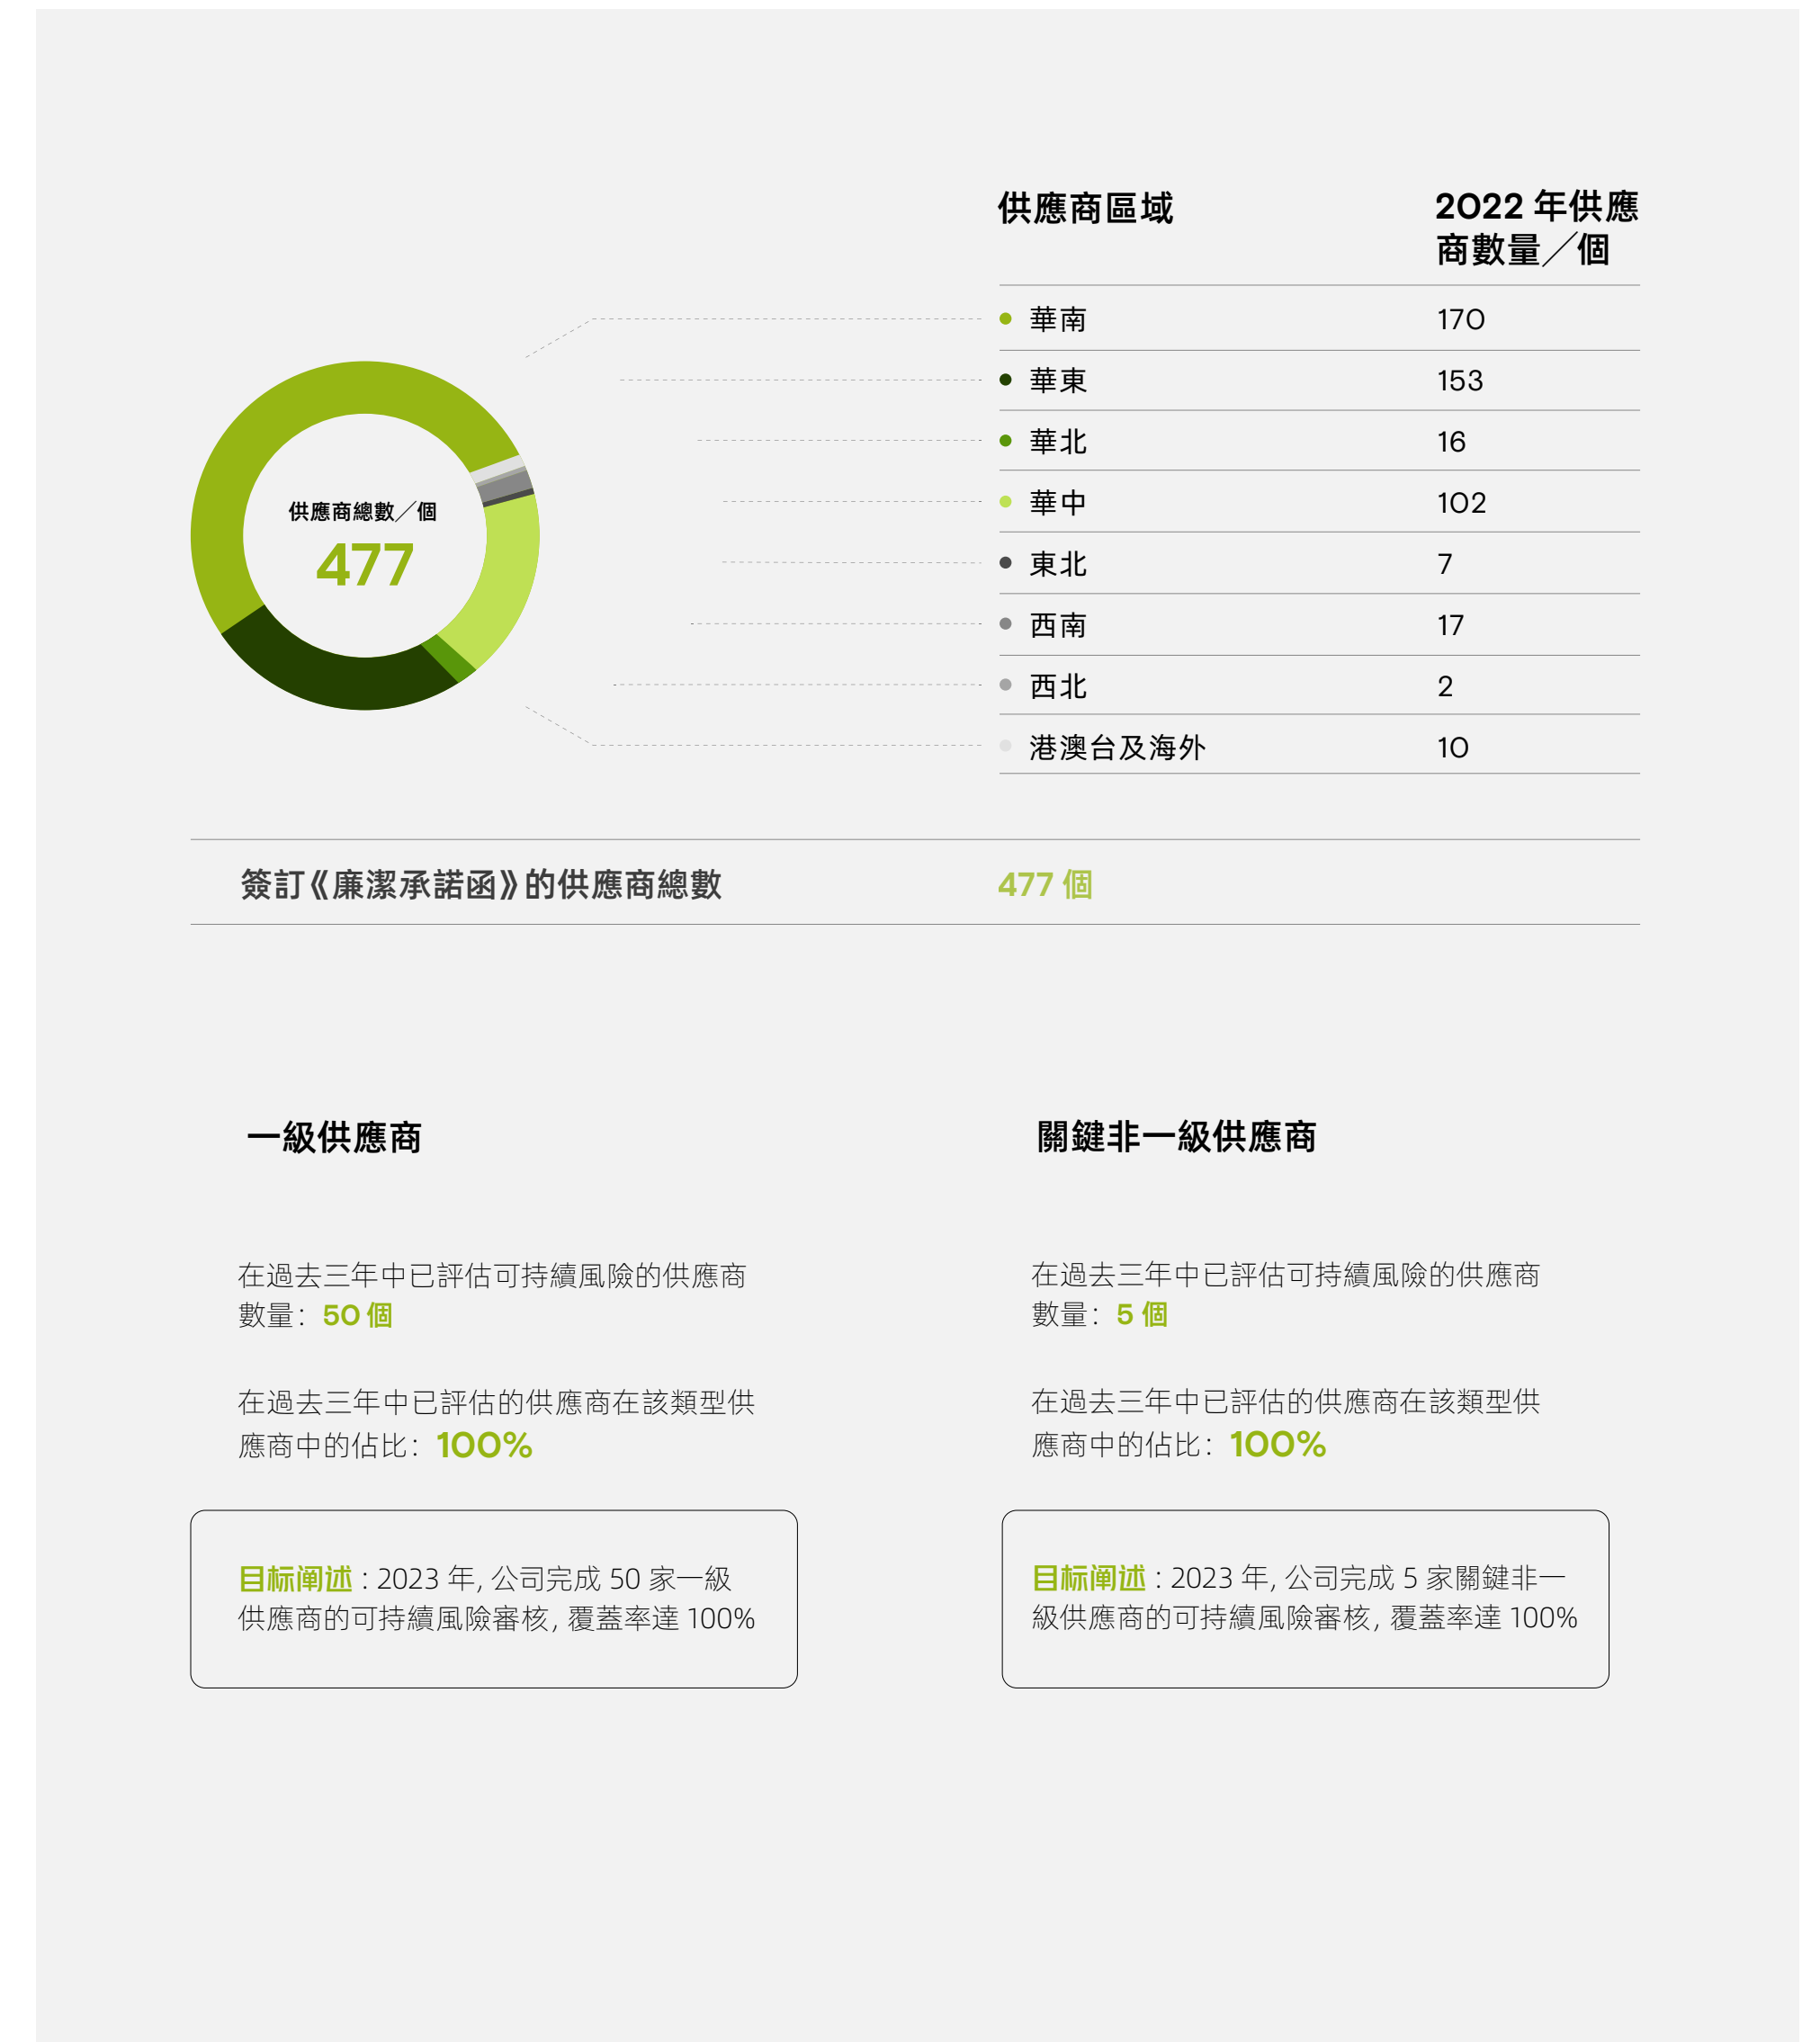 供應商區域
2022 年供應
商數量／個
華南 170
華東 153
華北 16
華中 102
東北 7
西南 17
西北 2
港澳台及海外 10
供應商總數／個
477
簽訂《廉潔承諾函》的供應商總數 477 個
一級供應商
在過去三年中已評估可持續風險的供應商
數量：50 個
在過去三年中已評估的供應商在該類型供
應商中的佔比：100%
目标阐述：2023 年, 公司完成 50 家一級
供應商的可持續風險審核, 覆蓋率達 100%
關鍵非一級供應商
在過去三年中已評估可持續風險的供應商
數量：5 個
在過去三年中已評估的供應商在該類型供
應商中的佔比：100%
目标阐述：2023 年, 公司完成 5 家關鍵非一
級供應商的可持續風險審核, 覆蓋率達 100%